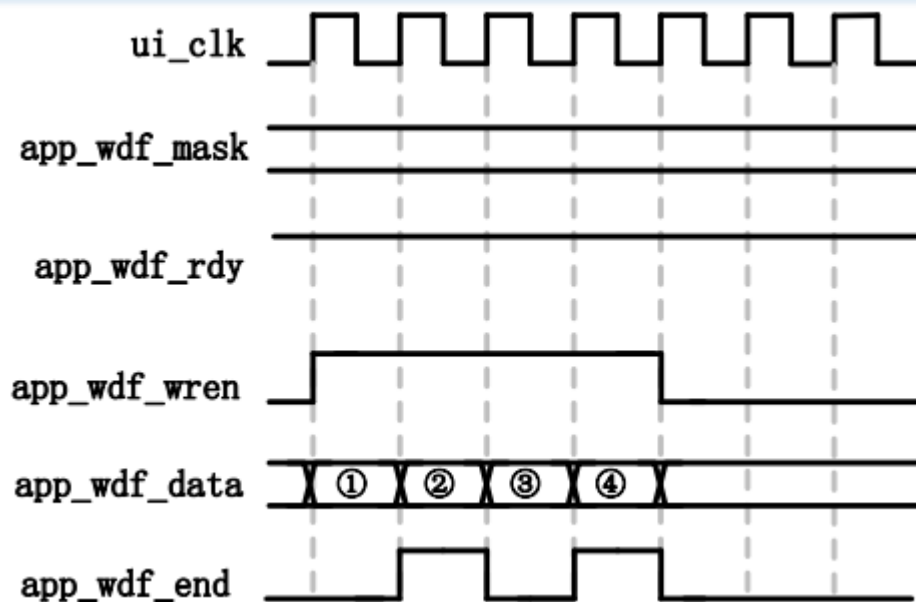 ui_clk
app_wdf_mask
app_wdf_rdy
app_wdf_wren
app_wdf_data ① ② ③ ④
app_wdf_end